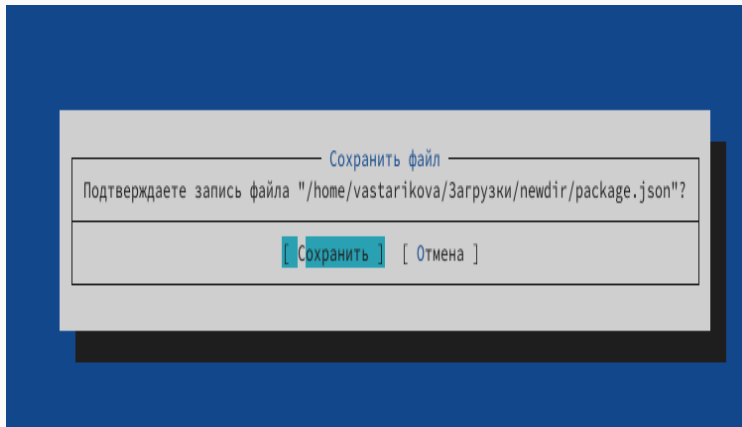 Сохранить файл
Подтверждаете запись файла "/home/vastarikova/Загрузки/newdir/package.json"?
[ Сохранить ] [ Отмена ]